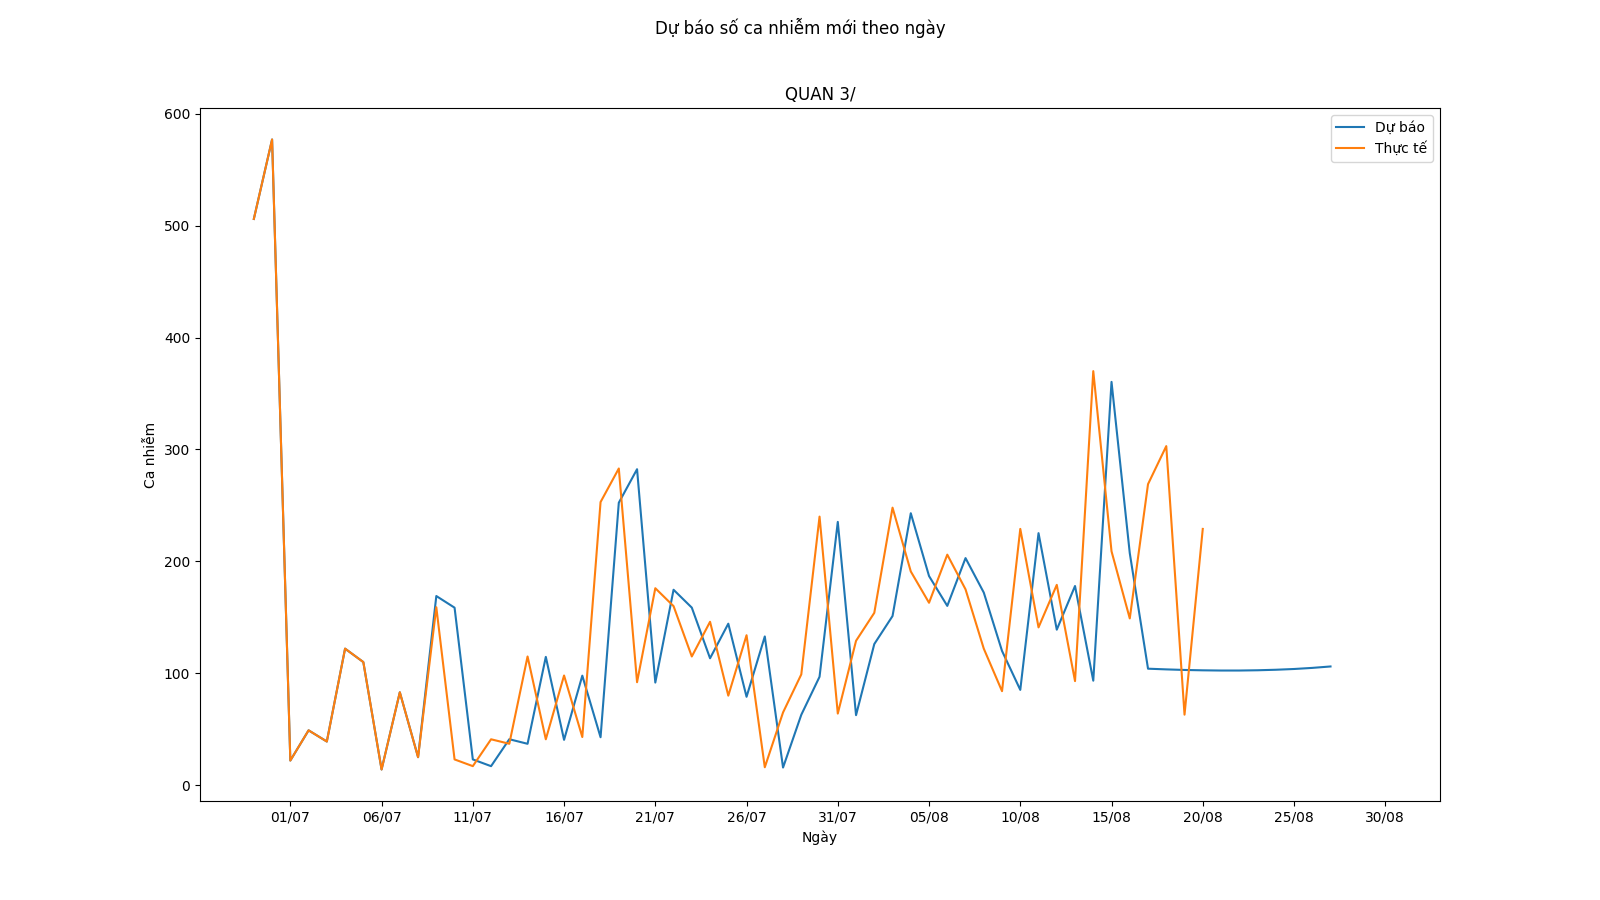 Dự báo số ca nhiễm mới theo ngày
QUAN 3/
600
500
400
300
200
100
0
Ca nhiễm
Dự báo
Thực tế
01/07 06/07 11/07 16/07 21/07 26/07 31/07 05/08 10/08 15/08 20/08 25/08 30/08
Ngày